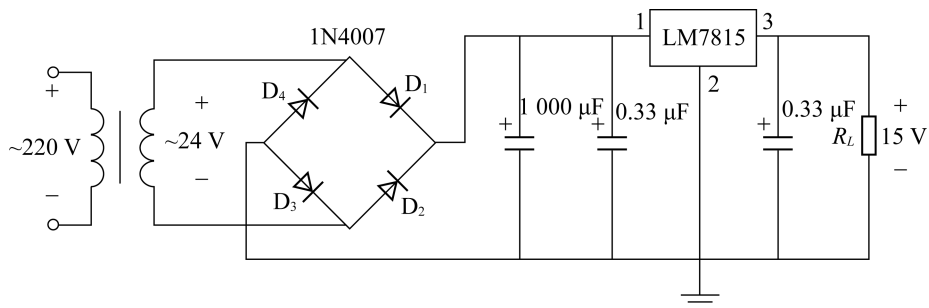 1N4007
1
LM7815
3
D₄
D₁
2
+
+
+
1 000 μF
+
0.33 μF
+
0.33 μF
+
~220 V
~24 V
R_L
15 V
−
−
−
D₃
D₂